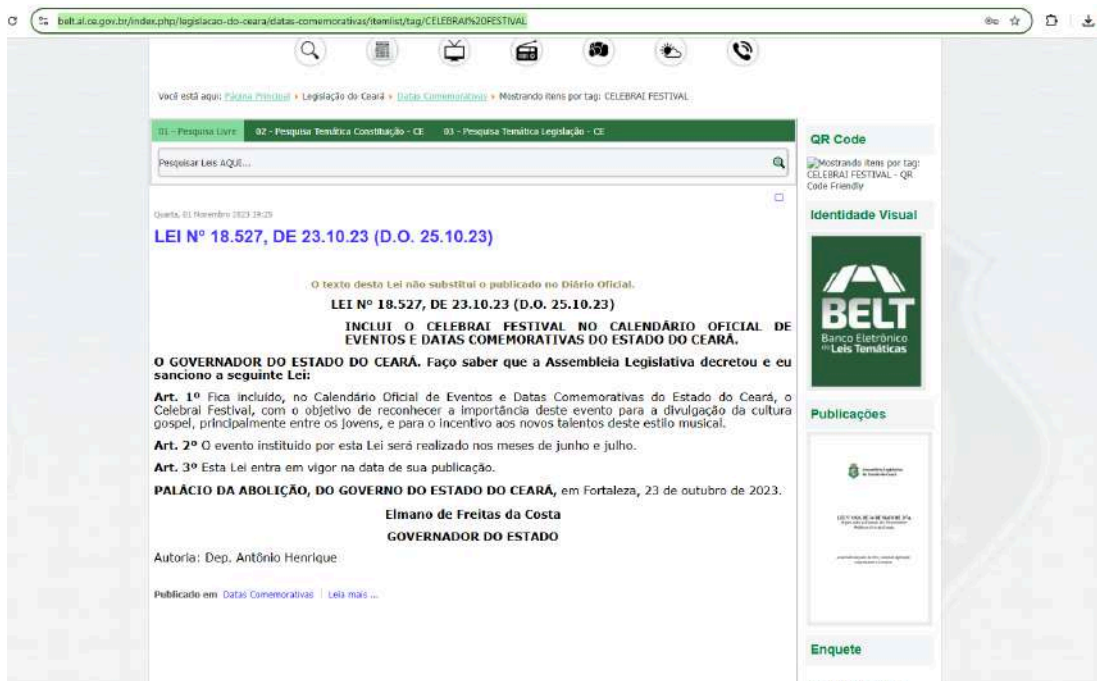 belt.al.ce.gov.br/index.php/legislacao-do-ceara/datas-comemorativas/itemlist/tag/CELEBRAI%20FESTIVAL
Você está aqui: Página Principal Legislação do Ceará Datas Comemorativas Mostrando itens por tag: CELEBRAI FESTIVAL
01 - Pesquisa Livre 02 - Pesquisa Temática Constituição - CE 03 - Pesquisa Temática Legislação - CE
Pesquisar Leis AQUI...
Quarta, 01 Novembro 2023
LEI Nº 18.527, DE 23.10.23 (D.O. 25.10.23)
O texto desta Lei não substitui o publicado no Diário Oficial.
LEI Nº 18.527, DE 23.10.23 (D.O. 25.10.23)
INCLUI O CELEBRAI FESTIVAL NO CALENDÁRIO OFICIAL DE
EVENTOS E DATAS COMEMORATIVAS DO ESTADO DO CEARÁ.
O GOVERNADOR DO ESTADO DO CEARÁ. Faço saber que a Assembleia Legislativa decretou e eu
sanciono a seguinte Lei:
Art. 1º Fica incluído, no Calendário Oficial de Eventos e Datas Comemorativas do Estado do Ceará, o
Celebrai Festival, com o objetivo de reconhecer a importância deste evento para a divulgação da cultura
gospel, principalmente entre os jovens, e para o incentivo aos novos talentos deste estilo musical.
Art. 2º O evento instituído por esta Lei será realizado nos meses de junho e julho.
Art. 3º Esta Lei entra em vigor na data de sua publicação.
PALÁCIO DA ABOLIÇÃO, DO GOVERNO DO ESTADO DO CEARÁ, em Fortaleza, 23 de outubro de 2023.
Elmano de Freitas da Costa
GOVERNADOR DO ESTADO
Autoria: Dep. Antônio Henrique
Publicado em Datas Comemorativas Leia mais ...
QR Code
Mostrando itens por tag:
CELEBRAI FESTIVAL - QR
Code Friendly
Identidade Visual
BELT
Banco Eletrônico
de Leis Temáticas
Publicações
Enquete